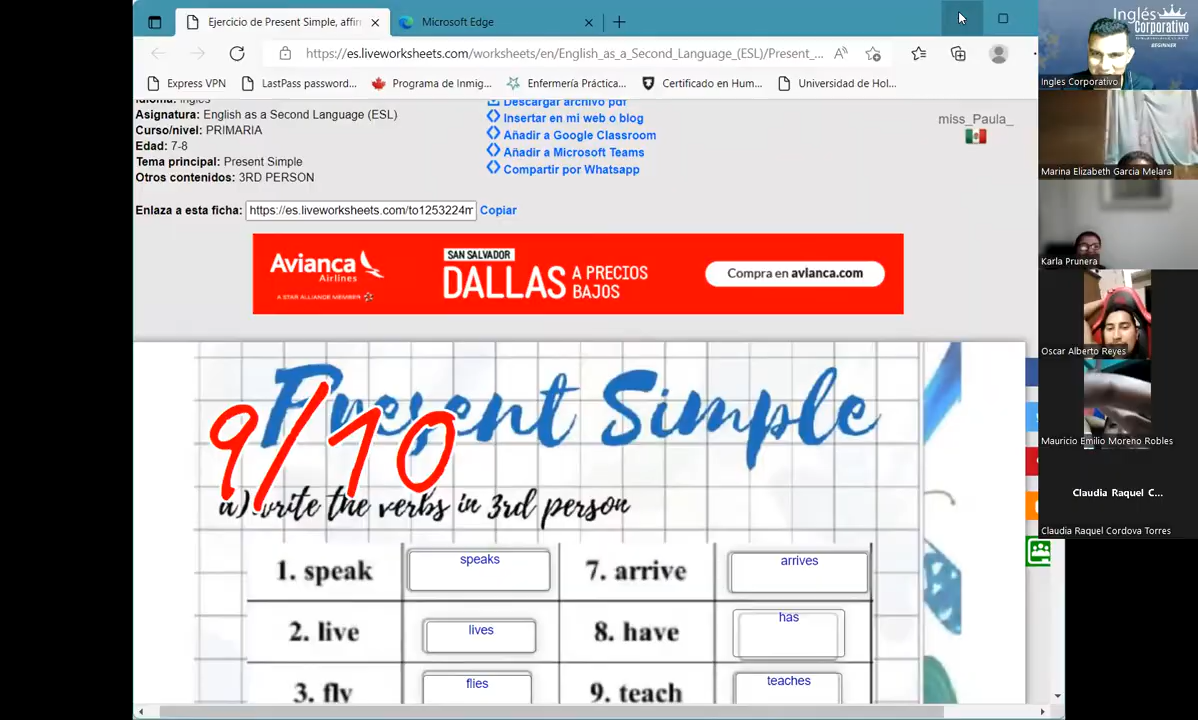 Ejercicio de Present Simple, affir
Microsoft Edge
https://es.liveworksheets.com/worksheets/en/English_as_a_Second_Language_(ESL)/Present_...
Express VPN
LastPass password...
Programa de Inmig...
Enfermería Práctica...
Certificado en Hum...
Universidad de Hol...
Idioma: inglés
Asignatura: English as a Second Language (ESL)
Curso/nivel: PRIMARIA
Edad: 7-8
Tema principal: Present Simple
Otros contenidos: 3RD PERSON
Descargar archivo pdf
Insertar en mi web o blog
Añadir a Google Classroom
Añadir a Microsoft Teams
Compartir por Whatsapp
miss_Paula_
Enlaza a esta ficha: https://es.liveworksheets.com/to1253224m Copiar
Avianca
Airlines
A STAR ALLIANCE MEMBER
SAN SALVADOR
DALLAS A PRECIOS BAJOS
Compra en avianca.com
Present Simple
9/10
a) write the verbs in 3rd person
1. speak speaks 7. arrive arrives
2. live lives 8. have has
3. fly flies 9. teach teaches
Inglés
Corporativo
BEGINNER
Ingles Corporativo
Marina Elizabeth Garcia Melara
Karla Prunera
Oscar Alberto Reyes
Mauricio Emilio Moreno Robles
Claudia Raquel C...
Claudia Raquel Cordova Torres